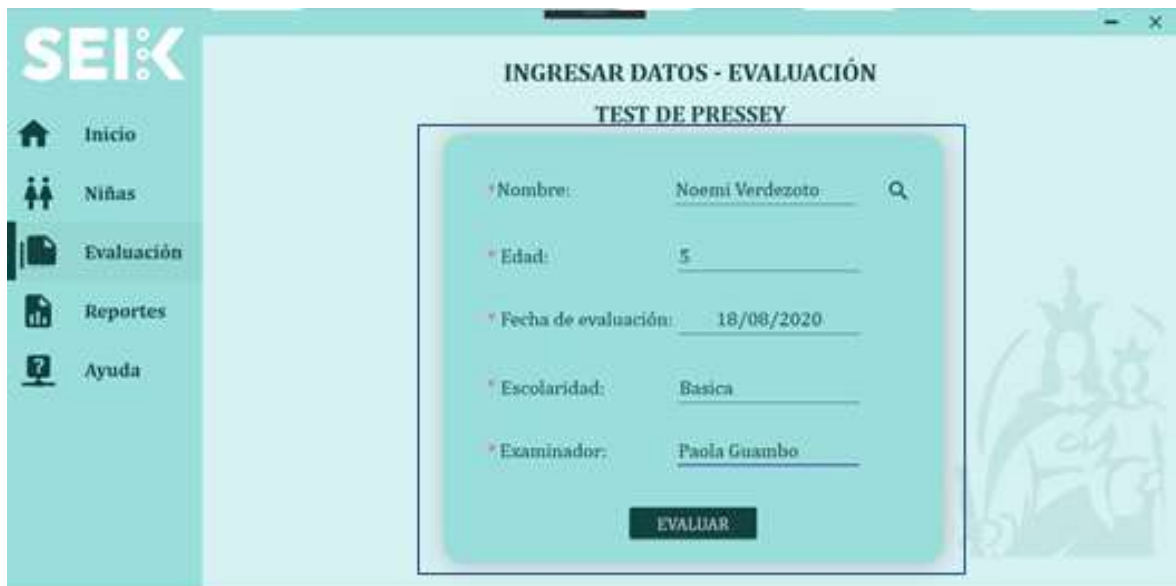 SEIK
INGRESAR DATOS - EVALUACIÓN
TEST DE PRESSEY
Inicio
Niñas
Evaluación
Reportes
Ayuda
*Nombre: Noemi Verdezoto
* Edad: 5
* Fecha de evaluación: 18/08/2020
* Escolaridad: Basica
* Examinador: Paola Guambo
EVALUAR